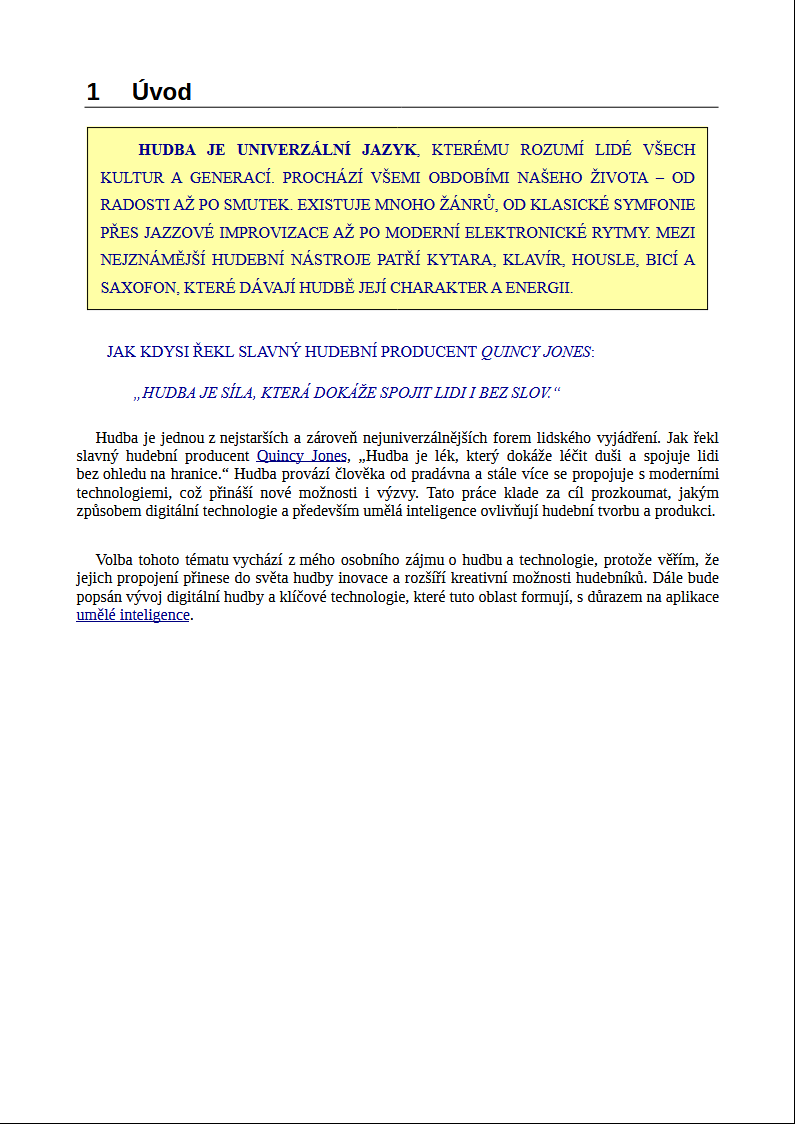 1 Úvod
HUDBA JE UNIVERZÁLNÍ JAZYK, KTERÉMU ROZUMÍ LIDÉ VŠECH
KULTUR A GENERACÍ. PROCHÁZÍ VŠEMI OBDOBÍMI NAŠEHO ŽIVOTA – OD
RADOSTI AŽ PO SMUTEK. EXISTUJE MNOHO ŽÁNRŮ, OD KLASICKÉ SYMFONIE
PŘES JAZZOVÉ IMPROVIZACE AŽ PO MODERNÍ ELEKTRONICKÉ RYTMY. MEZI
NEJZNÁMĚJŠÍ HUDEBNÍ NÁSTROJE PATŘÍ KYTARA, KLAVÍR, HOUSLE, BICÍ A
SAXOFON, KTERÉ DÁVAJÍ HUDBĚ JEJÍ CHARAKTER A ENERGII.
JAK KDYSI ŘEKL SLAVNÝ HUDEBNÍ PRODUCENT QUINCY JONES:
„HUDBA JE SÍLA, KTERÁ DOKÁŽE SPOJIT LIDI I BEZ SLOV.“
Hudba je jednou z nejstarších a zároveň nejuniverzálnějších forem lidského vyjádření. Jak řekl
slavný hudební producent Quincy Jones, „Hudba je lék, který dokáže léčit duši a spojuje lidi
bez ohledu na hranice.“ Hudba provází člověka od pradávna a stále více se propojuje s moderními
technologiemi, což přináší nové možnosti i výzvy. Tato práce klade za cíl prozkoumat, jakým
způsobem digitální technologie a především umělá inteligence ovlivňují hudební tvorbu a produkci.
Volba tohoto tématu vychází z mého osobního zájmu o hudbu a technologie, protože věřím, že
jejich propojení přinese do světa hudby inovace a rozšíří kreativní možnosti hudebníků. Dále bude
popsán vývoj digitální hudby a klíčové technologie, které tuto oblast formují, s důrazem na aplikace
umělé inteligence.